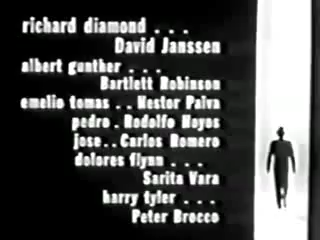 richard diamond . . .
David Janssen
albert gunther . . .
Bartlett Robinson
emelio tomas . . Nestor Paiva
pedro . Rodolfo Hoyos
jose . . Carlos Romero
dolores flynn . . .
Sarita Vara
harry tyler . . .
Peter Brocco